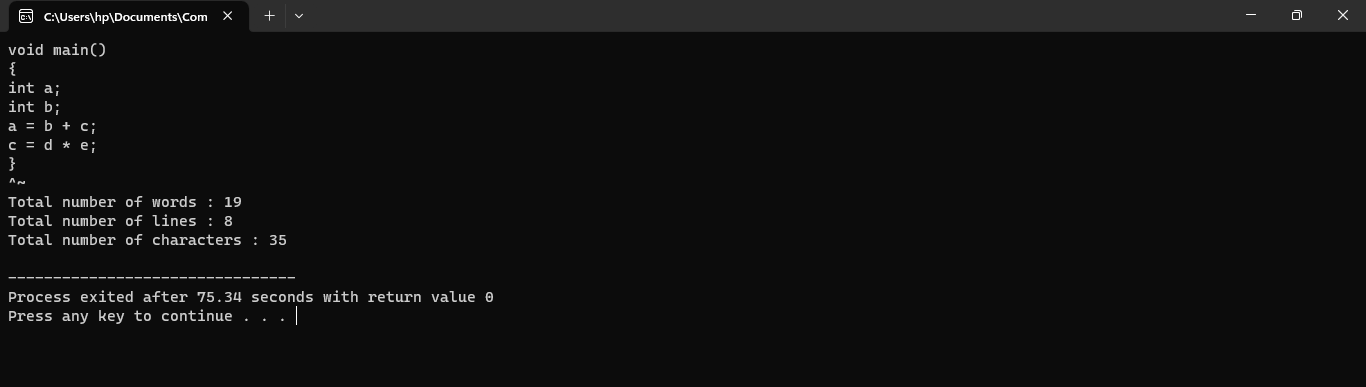 C:\Users\hp\Documents\Com
void main()
{
int a;
int b;
a = b + c;
c = d * e;
}
^~
Total number of words : 19
Total number of lines : 8
Total number of characters : 35
--------------------------------
Process exited after 75.34 seconds with return value 0
Press any key to continue . . .